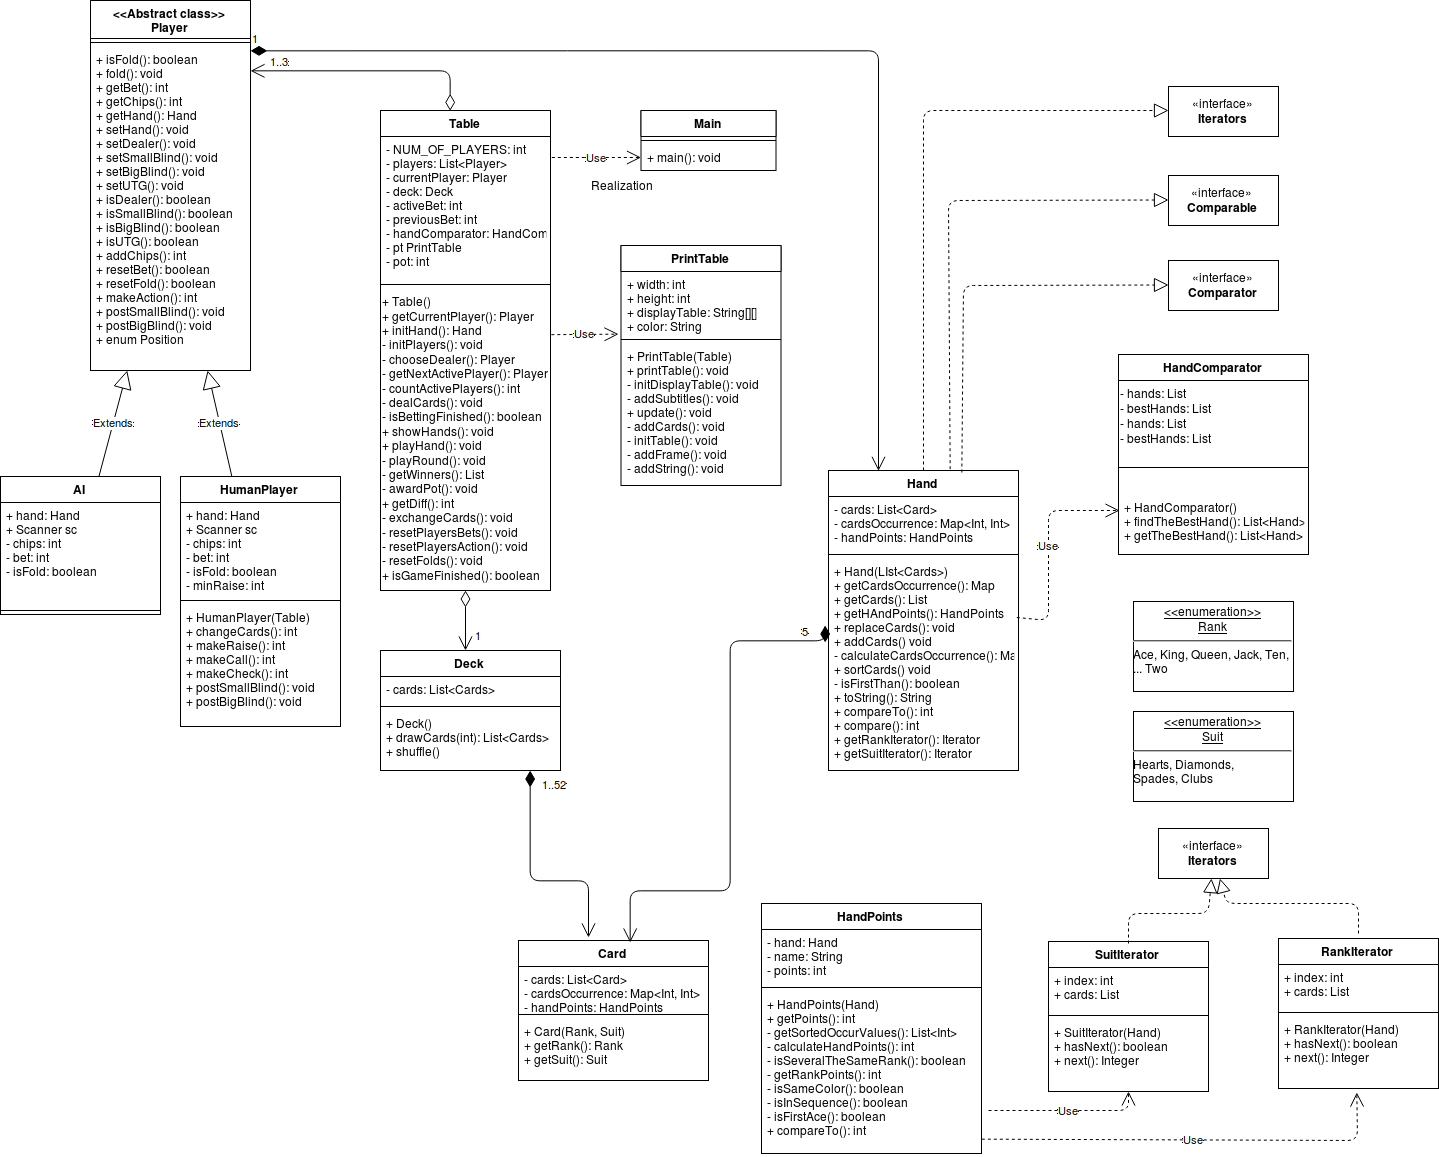 <<Abstract class>>
Player
+ isFold(): boolean
+ fold(): void
+ getBet(): int
+ getChips(): int
+ getHand(): Hand
+ setHand(): void
+ setDealer(): void
+ setSmallBlind(): void
+ setBigBlind(): void
+ setUTG(): void
+ isDealer(): boolean
+ isSmallBlind(): boolean
+ isBigBlind(): boolean
+ isUTG(): boolean
+ addChips(): int
+ resetBet(): boolean
+ resetFold(): boolean
+ makeAction(): int
+ postSmallBlind(): void
+ postBigBlind(): void
+ enum Position
1
1..3
Extends
Extends
AI
+ hand: Hand
+ Scanner sc
- chips: int
- bet: int
- isFold: boolean
HumanPlayer
+ hand: Hand
+ Scanner sc
- chips: int
- bet: int
- isFold: boolean
- minRaise: int
+ HumanPlayer(Table)
+ changeCards(): int
+ makeRaise(): int
+ makeCall(): int
+ makeCheck(): int
+ postSmallBlind(): void
+ postBigBlind(): void
Table
- NUM_OF_PLAYERS: int
- players: List<Player>
- currentPlayer: Player
- deck: Deck
- activeBet: int
- previousBet: int
- handComparator: HandCom
- pt PrintTable
- pot: int
+ Table()
+ getCurrentPlayer(): Player
+ initHand(): Hand
- initPlayers(): void
- chooseDealer(): Player
- getNextActivePlayer(): Player
- countActivePlayers(): int
- dealCards(): void
- isBettingFinished(): boolean
+ showHands(): void
+ playHand(): void
- playRound(): void
- getWinners(): List
- awardPot(): void
+ getDiff(): int
- exchangeCards(): void
- resetPlayersBets(): void
- resetPlayersAction(): void
- resetFolds(): void
+ isGameFinished(): boolean
Use
Main
+ main(): void
Realization
Use
PrintTable
+ width: int
+ height: int
+ displayTable: String[][]
+ color: String
+ PrintTable(Table)
+ printTable(): void
- initDisplayTable(): void
- addSubtitles(): void
+ update(): void
- addCards(): void
- initTable(): void
- addFrame(): void
- addString(): void
1
Deck
- cards: List<Cards>
+ Deck()
+ drawCards(int): List<Cards>
+ shuffle()
1..52
Card
- cards: List<Card>
- cardsOccurrence: Map<Int, Int>
- handPoints: HandPoints
+ Card(Rank, Suit)
+ getRank(): Rank
+ getSuit(): Suit
«interface»
Iterators
«interface»
Comparable
«interface»
Comparator
Hand
- cards: List<Card>
- cardsOccurrence: Map<Int, Int>
- handPoints: HandPoints
+ Hand(LIst<Cards>)
+ getCardsOccurrence(): Map
+ getCards(): List
+ getHAndPoints(): HandPoints
+ replaceCards(): void
+ addCards() void
- calculateCardsOccurrence(): Ma
+ sortCards() void
- isFirstThan(): boolean
+ toString(): String
+ compareTo(): int
+ compare(): int
+ getRankIterator(): Iterator
+ getSuitIterator(): Iterator
5
Use
HandComparator
- hands: List
- bestHands: List
- hands: List
- bestHands: List
+ HandComparator()
+ findTheBestHand(): List<Hand>
+ getTheBestHand(): List<Hand>
<<enumeration>>
Rank
Ace, King, Queen, Jack, Ten,
... Two
<<enumeration>>
Suit
Hearts, Diamonds,
Spades, Clubs
«interface»
Iterators
HandPoints
- hand: Hand
- name: String
- points: int
+ HandPoints(Hand)
+ getPoints(): int
- getSortedOccurValues(): List<Int>
- calculateHandPoints(): int
- isSeveralTheSameRank(): boolean
- getRankPoints(): int
- isSameColor(): boolean
- isInSequence(): boolean
- isFirstAce(): boolean
+ compareTo(): int
SuitIterator
+ index: int
+ cards: List
+ SuitIterator(Hand)
+ hasNext(): boolean
+ next(): Integer
RankIterator
+ index: int
+ cards: List
+ RankIterator(Hand)
+ hasNext(): boolean
+ next(): Integer
Use
Use